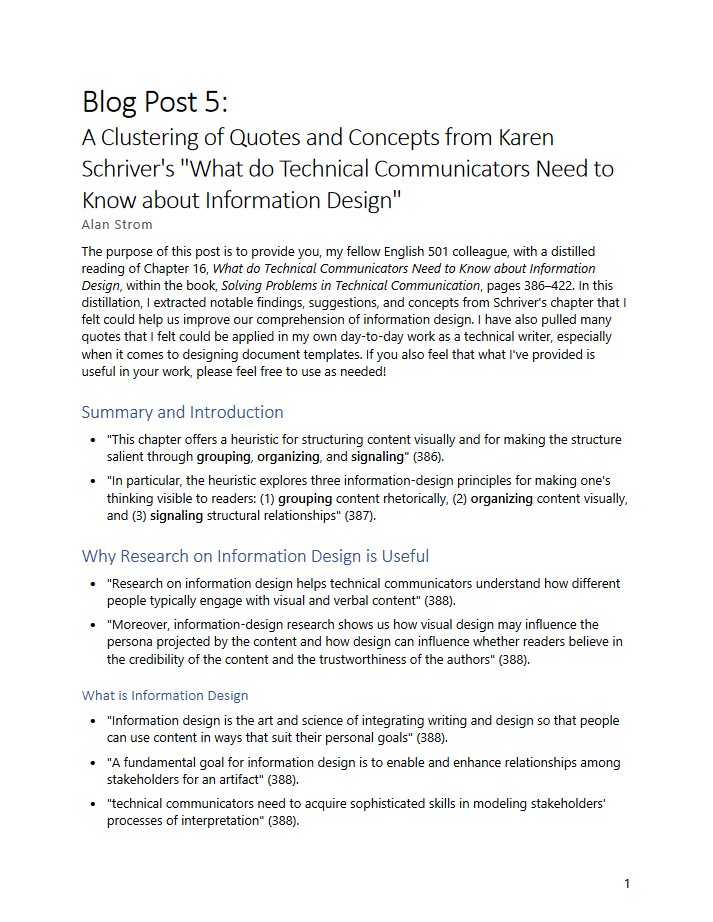 Blog Post 5:
A Clustering of Quotes and Concepts from Karen
Schriver's "What do Technical Communicators Need to
Know about Information Design"
Alan Strom
The purpose of this post is to provide you, my fellow English 501 colleague, with a distilled
reading of Chapter 16, What do Technical Communicators Need to Know about Information
Design, within the book, Solving Problems in Technical Communication, pages 386–422. In this
distillation, I extracted notable findings, suggestions, and concepts from Schriver's chapter that I
felt could help us improve our comprehension of information design. I have also pulled many
quotes that I felt could be applied in my own day-to-day work as a technical writer, especially
when it comes to designing document templates. If you also feel that what I've provided is
useful in your work, please feel free to use as needed!
Summary and Introduction
• "This chapter offers a heuristic for structuring content visually and for making the structure
salient through grouping, organizing, and signaling" (386).
• "In particular, the heuristic explores three information-design principles for making one's
thinking visible to readers: (1) grouping content rhetorically, (2) organizing content visually,
and (3) signaling structural relationships" (387).
Why Research on Information Design is Useful
• "Research on information design helps technical communicators understand how different
people typically engage with visual and verbal content" (388).
• "Moreover, information-design research shows us how visual design may influence the
persona projected by the content and how design can influence whether readers believe in
the credibility of the content and the trustworthiness of the authors" (388).
What is Information Design
• "Information design is the art and science of integrating writing and design so that people
can use content in ways that suit their personal goals" (388).
• "A fundamental goal for information design is to enable and enhance relationships among
stakeholders for an artifact" (388).
• "technical communicators need to acquire sophisticated skills in modeling stakeholders'
processes of interpretation" (388).
1